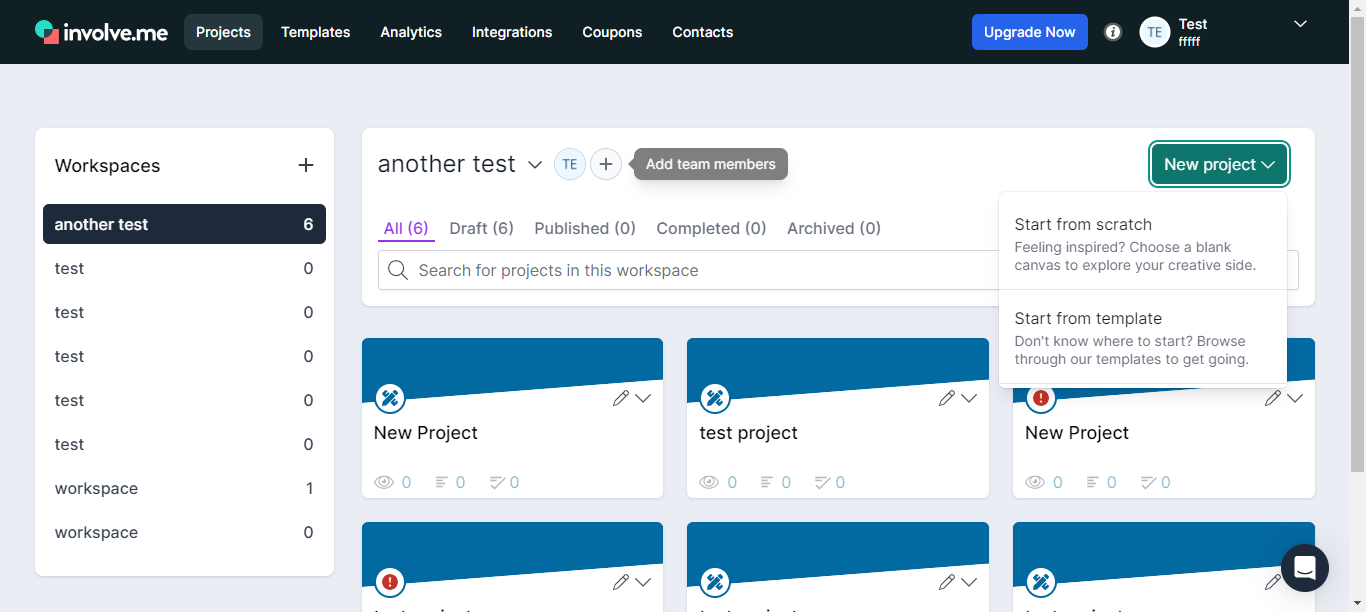 involve.me
Projects
Templates
Analytics
Integrations
Coupons
Contacts
Upgrade Now
TE
Test
fffff
Workspaces
another test 6
test 0
test 0
test 0
test 0
test 0
workspace 1
workspace 0
another test
TE
Add team members
New project
All (6)
Draft (6)
Published (0)
Completed (0)
Archived (0)
Search for projects in this workspace
Start from scratch
Feeling inspired? Choose a blank
canvas to explore your creative side.
Start from template
Don't know where to start? Browse
through our templates to get going.
New Project
0 0 0
test project
0 0 0
New Project
0 0 0